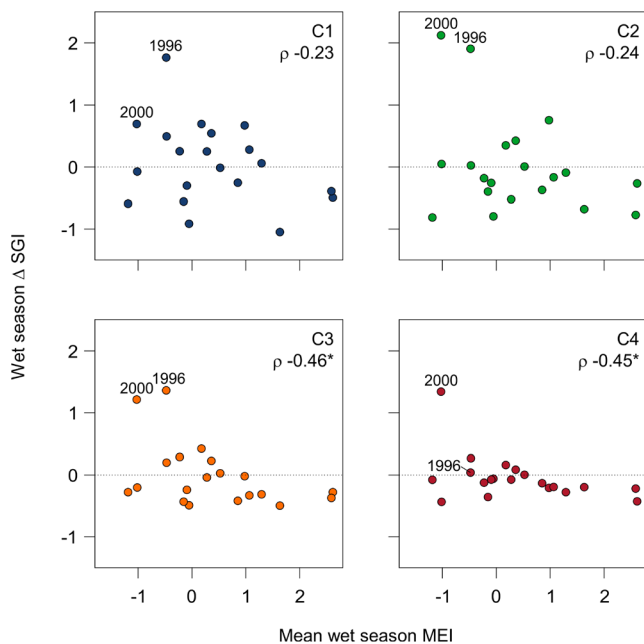 C1
ρ -0.23
1996
2000
2
1
0
-1
C2
ρ -0.24
2000
1996
Wet season Δ SGI
C3
ρ -0.46*
1996
2000
2
1
0
-1
C4
ρ -0.45*
2000
1996
-1 0 1 2
-1 0 1 2
Mean wet season MEI